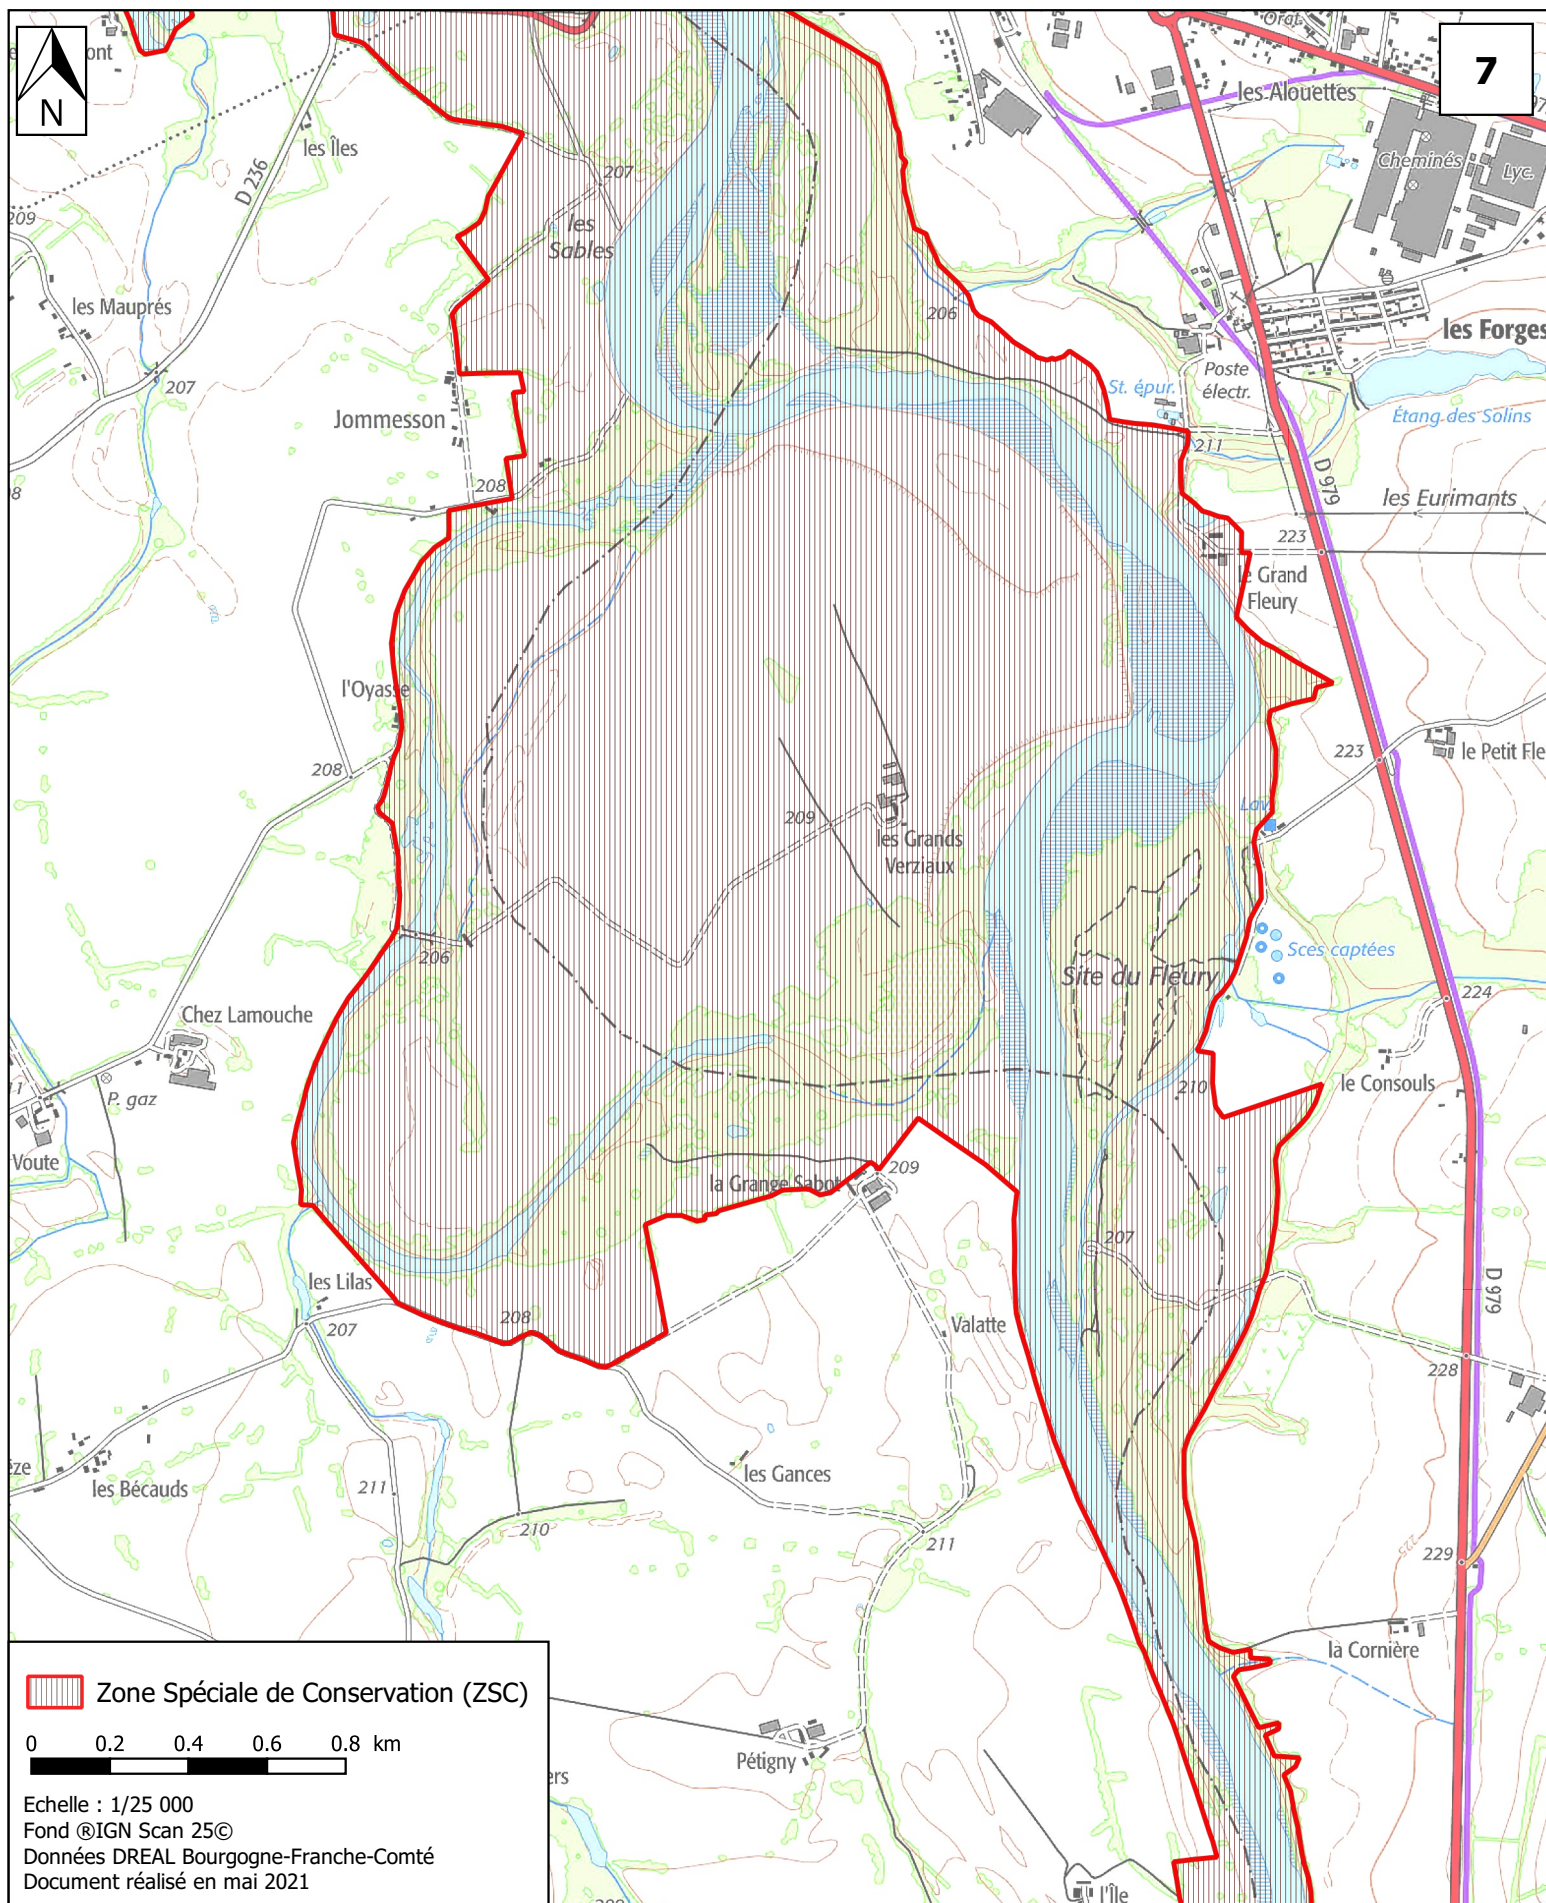 N
7
ont
les Îles
D 236
209
les Mauprés
207
Jommesson
208
207
les
Sables
206
Orat.
les Alouettes
Cheminés
Lyc.
les Forges
Poste
électr.
St. épur.
Étang des Solins
211
D 979
les Eurimants
223
le Grand
Fleury
l'Oyasse
208
223
le Petit Fle
Lav.
209
les Grands
Verziaux
206
Site du Fleury
Sces captées
224
Chez Lamouche
P. gaz
11
Voute
le Consouls
210
la Grange Sabot
209
207
les Lilas
207
208
Valatte
D 979
228
èze
les Bécauds
211
les Gances
210
211
229
la Cornière
Pétigny
ers
l'Île
Zone Spéciale de Conservation (ZSC)
0 0.2 0.4 0.6 0.8 km
Echelle : 1/25 000
Fond ®IGN Scan 25©
Données DREAL Bourgogne-Franche-Comté
Document réalisé en mai 2021